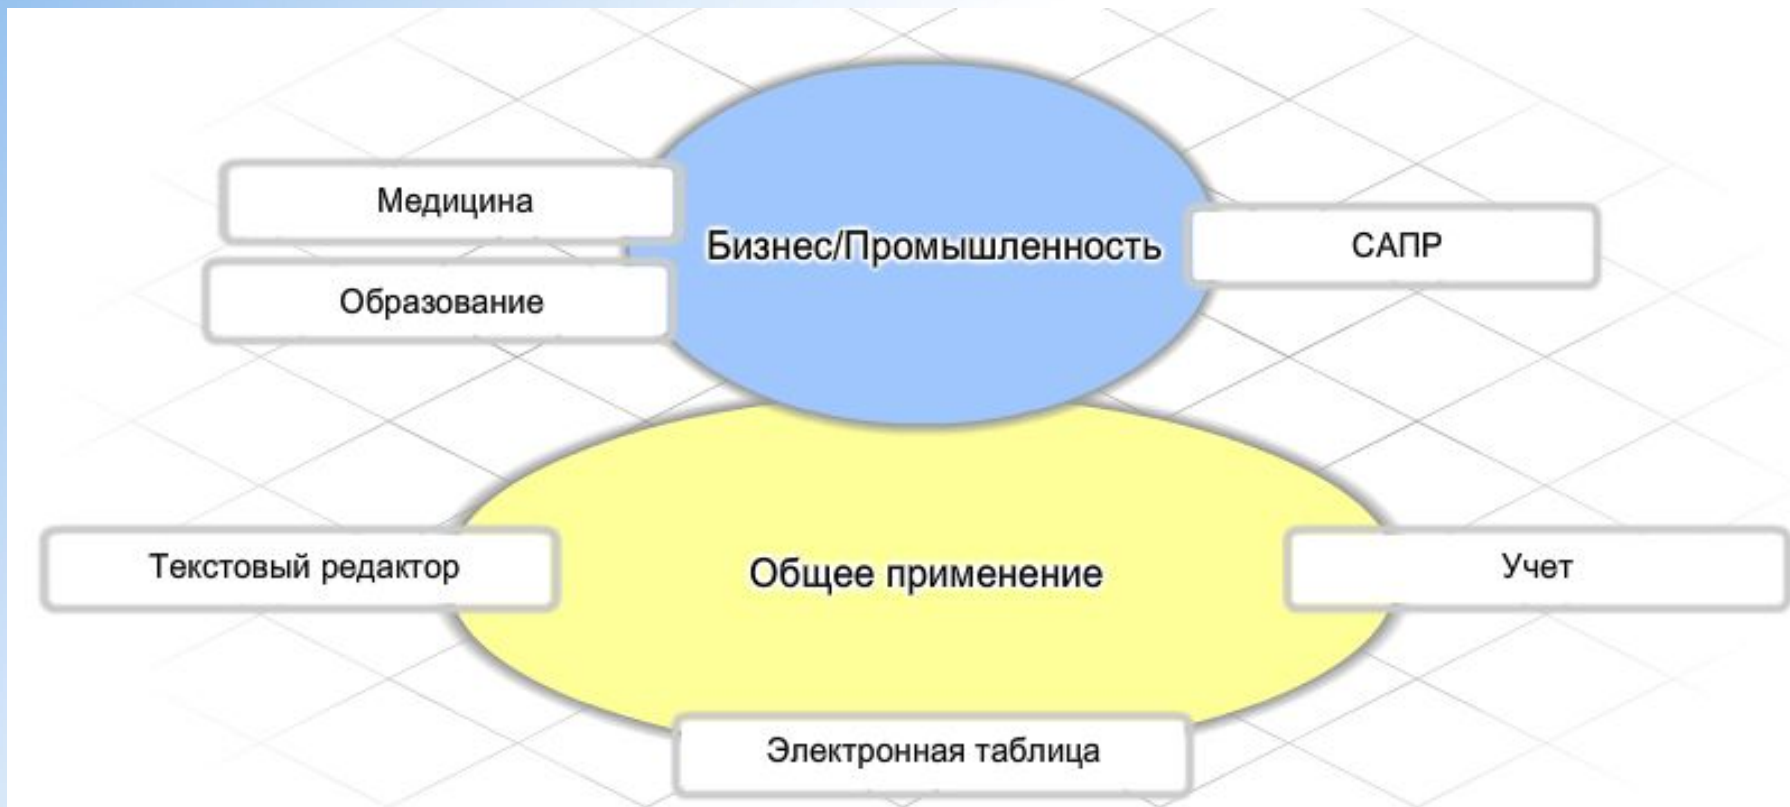 Медицина
Бизнес/Промышленность
САПР
Образование
Текстовый редактор
Общее применение
Учет
Электронная таблица